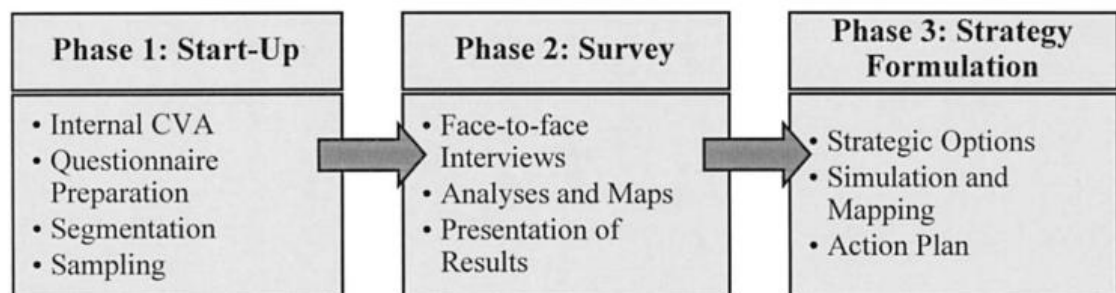 Phase 1: Start-Up
• Internal CVA
• Questionnaire
Preparation
• Segmentation
• Sampling
Phase 2: Survey
• Face-to-face
Interviews
• Analyses and Maps
• Presentation of
Results
Phase 3: Strategy
Formulation
• Strategic Options
• Simulation and
Mapping
• Action Plan